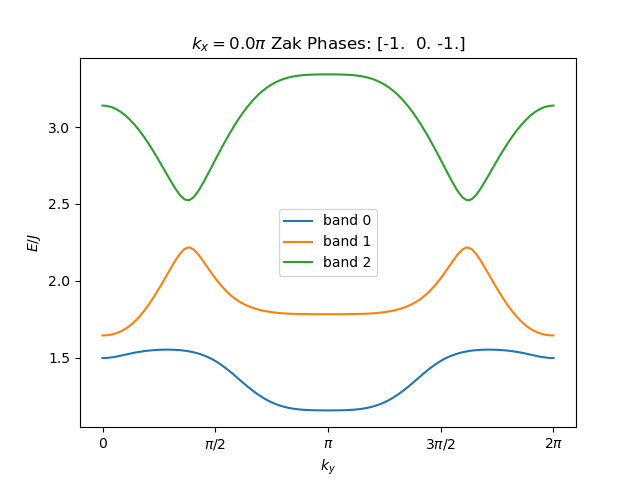 kₓ = 0.0π Zak Phases: [-1.  0. -1.]
E/J
3.0
2.5
2.0
1.5
band 0
band 1
band 2
0
π/2
π
3π/2
2π
k_y